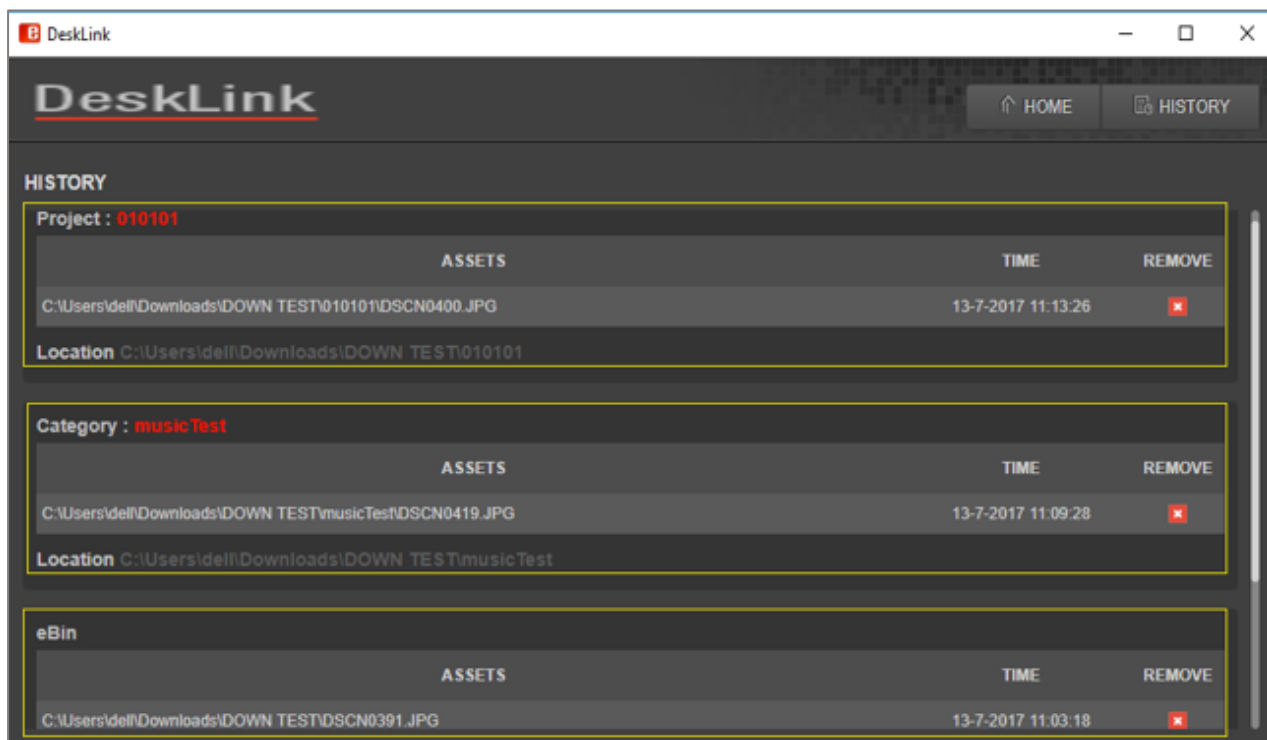 DeskLink
DeskLink
HOME HISTORY
HISTORY
Project : 010101
ASSETS TIME REMOVE
C:\Users\dell\Downloads\DOWN TEST\010101\DSCN0400.JPG 13-7-2017 11:13:26
Location C:\Users\dell\Downloads\DOWN TEST\010101
Category : musicTest
ASSETS TIME REMOVE
C:\Users\dell\Downloads\DOWN TEST\musicTest\DSCN0419.JPG 13-7-2017 11:09:28
Location C:\Users\dell\Downloads\DOWN TEST\musicTest
eBin
ASSETS TIME REMOVE
C:\Users\dell\Downloads\DOWN TEST\DSCN0391.JPG 13-7-2017 11:03:18